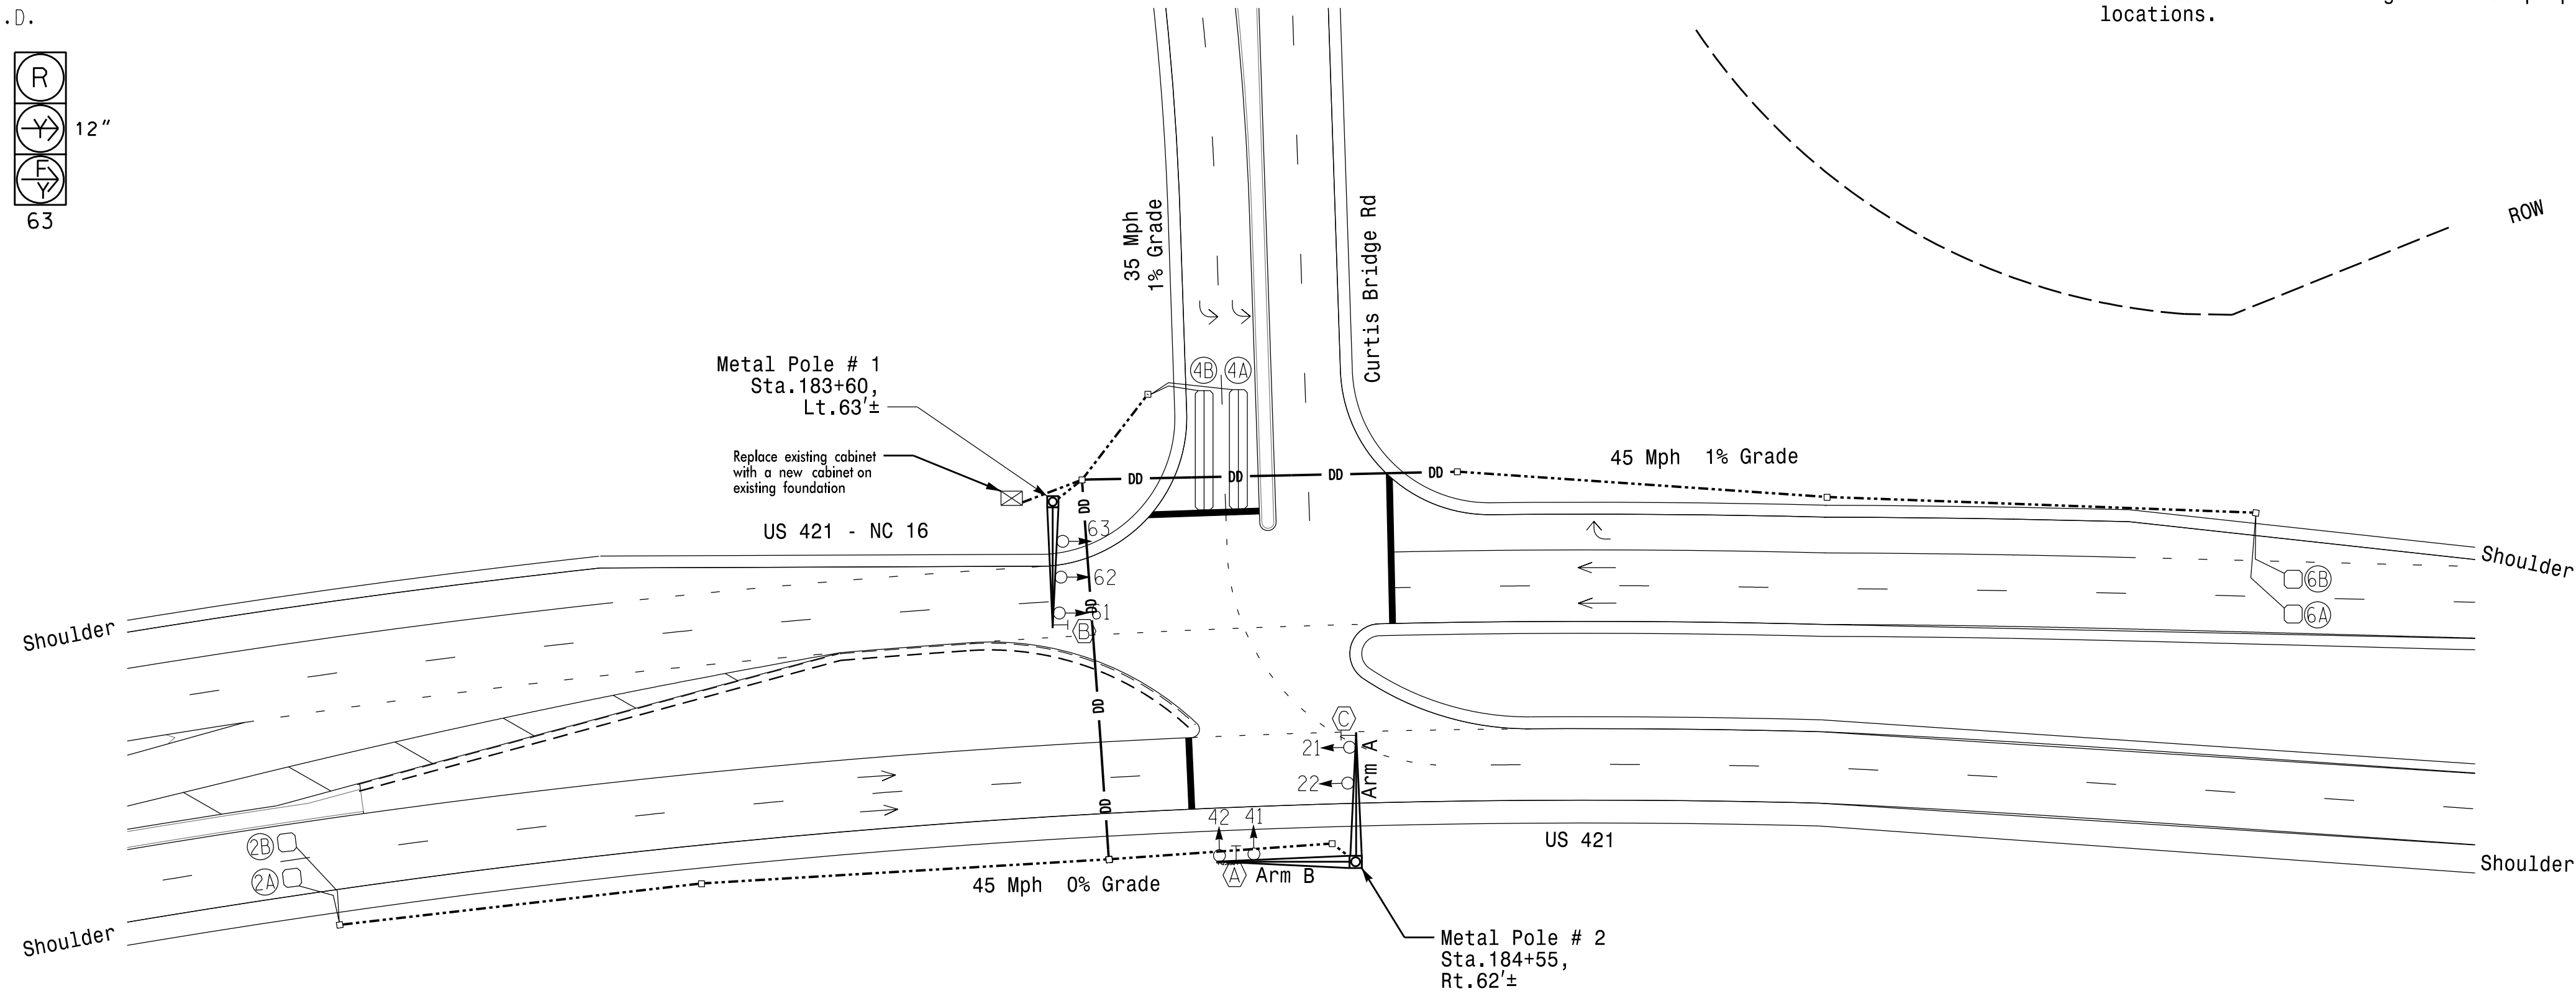 .D.
locations.
R
Y
12"
F
Y
63
35 Mph
1% Grade
Curtis Bridge Rd
ROW
Metal Pole # 1
Sta.183+60,
Lt.63'±
4B
4A
Replace existing cabinet
with a new cabinet on
existing foundation
DD
DD
DD
DD
45 Mph 1% Grade
DD
US 421 - NC 16
63
62
DD
61
B
Shoulder
6B
6A
Shoulder
DD
C
21
Arm A
22
DD
42
41
2B
2A
US 421
A
Arm B
45 Mph 0% Grade
Shoulder
Shoulder
Metal Pole # 2
Sta.184+55,
Rt.62'±